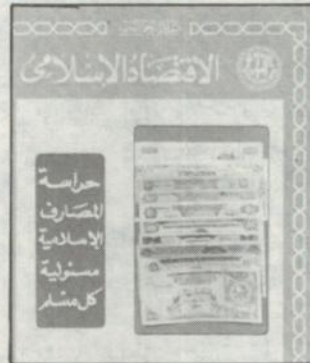 الاقتصاد الإسلامي
حراسة
المصارف
الإسلامية
مسئولية
كل مسلم